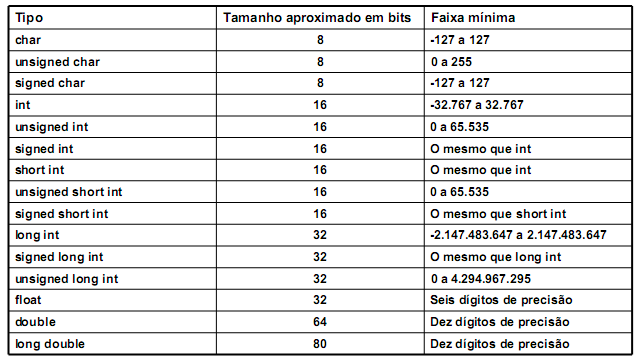 Tipo Tamanho aproximado em bits Faixa mínima
char 8 -127 a 127
unsigned char 8 0 a 255
signed char 8 -127 a 127
int 16 -32.767 a 32.767
unsigned int 16 0 a 65.535
signed int 16 O mesmo que int
short int 16 O mesmo que int
unsigned short int 16 0 a 65.535
signed short int 16 O mesmo que short int
long int 32 -2.147.483.647 a 2.147.483.647
signed long int 32 O mesmo que long int
unsigned long int 32 0 a 4.294.967.295
float 32 Seis dígitos de precisão
double 64 Dez dígitos de precisão
long double 80 Dez dígitos de precisão